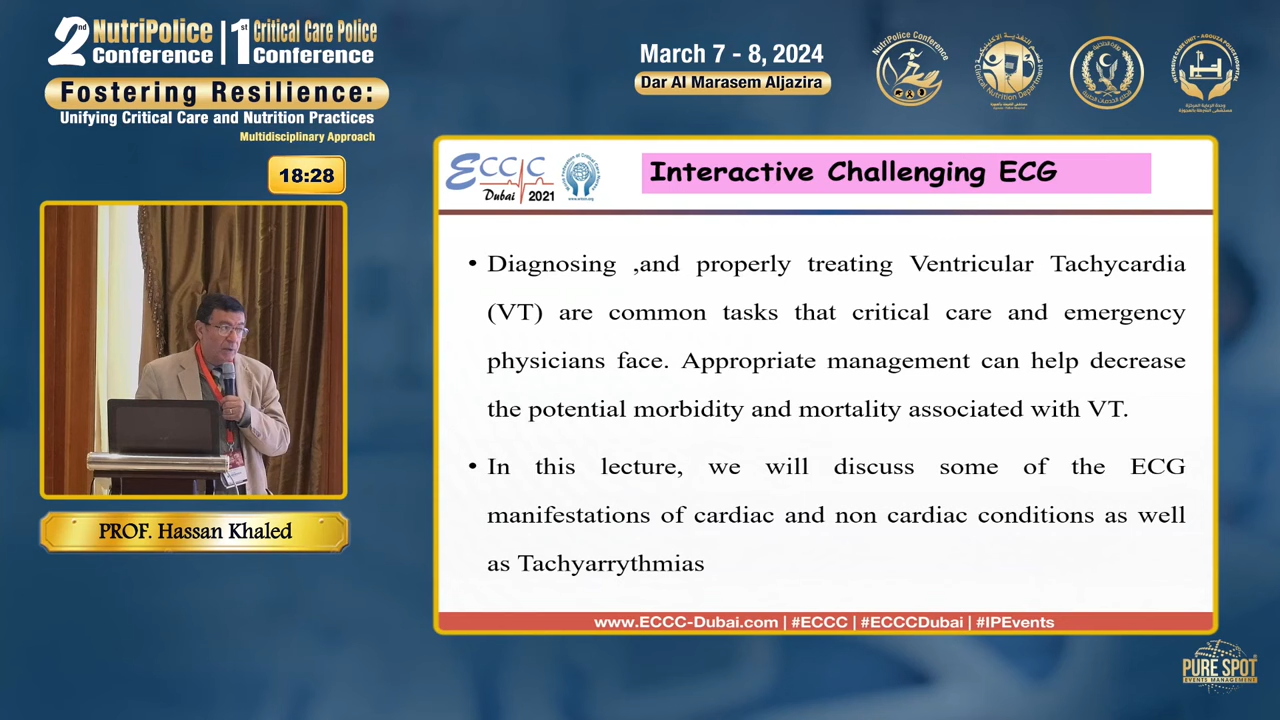 2nd NutriPolice Conference | 1st Critical Care Police Conference
Fostering Resilience:
Unifying Critical Care and Nutrition Practices
Multidisciplinary Approach
March 7 - 8, 2024
Dar Al Marasem Aljazira
NutriPolice Conference
18:28
PROF. Hassan Khaled
ECCC
Dubai 2021
Interactive Challenging ECG
• Diagnosing ,and properly treating Ventricular Tachycardia
(VT) are common tasks that critical care and emergency
physicians face. Appropriate management can help decrease
the potential morbidity and mortality associated with VT.
• In this lecture, we will discuss some of the ECG
manifestations of cardiac and non cardiac conditions as well
as Tachyarrythmias
www.ECCC-Dubai.com | #ECCC | #ECCCDubai | #IPEvents
PURE SPOT
EVENTS MANAGEMENT